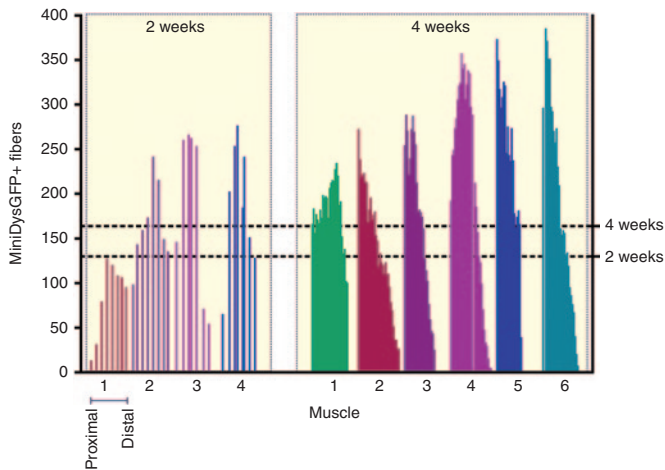 2 weeks
4 weeks
400
350
300
250
200
150
100
50
0
MiniDysGFP+ fibers
4 weeks
2 weeks
1 2 3 4 1 2 3 4 5 6
Muscle
Proximal
Distal